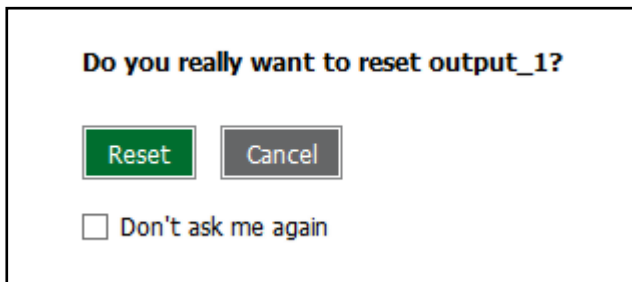 Do you really want to reset output_1?
Reset Cancel
Don't ask me again